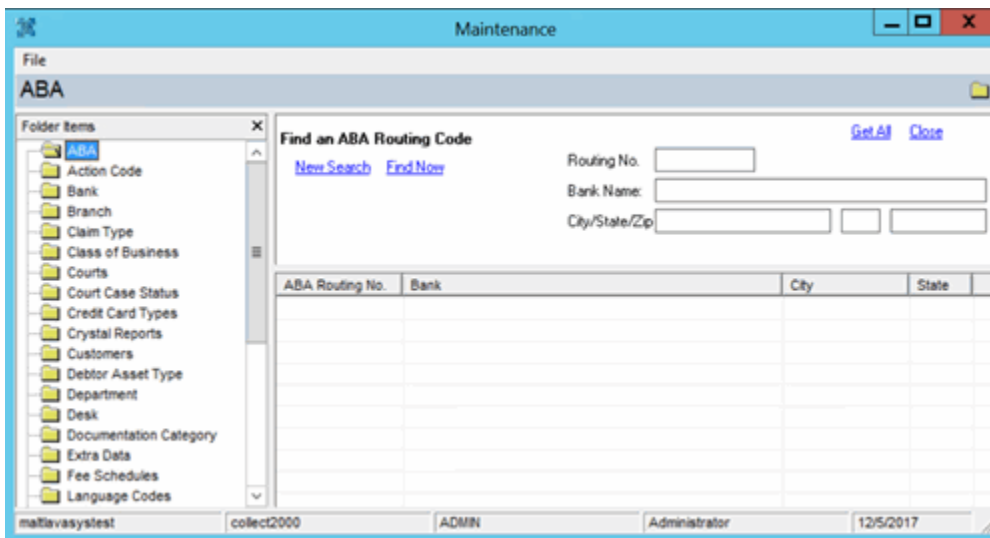 Maintenance
File
ABA
Folder Items
ABA
Action Code
Bank
Branch
Claim Type
Class of Business
Courts
Court Case Status
Credit Card Types
Crystal Reports
Customers
Debtor Asset Type
Department
Desk
Documentation Category
Extra Data
Fee Schedules
Language Codes
Find an ABA Routing Code
Get All Close
New Search Find Now
Routing No.
Bank Name:
City/State/Zip
ABA Routing No. Bank City State
maltlavasystest collect2000 ADMIN Administrator 12/5/2017